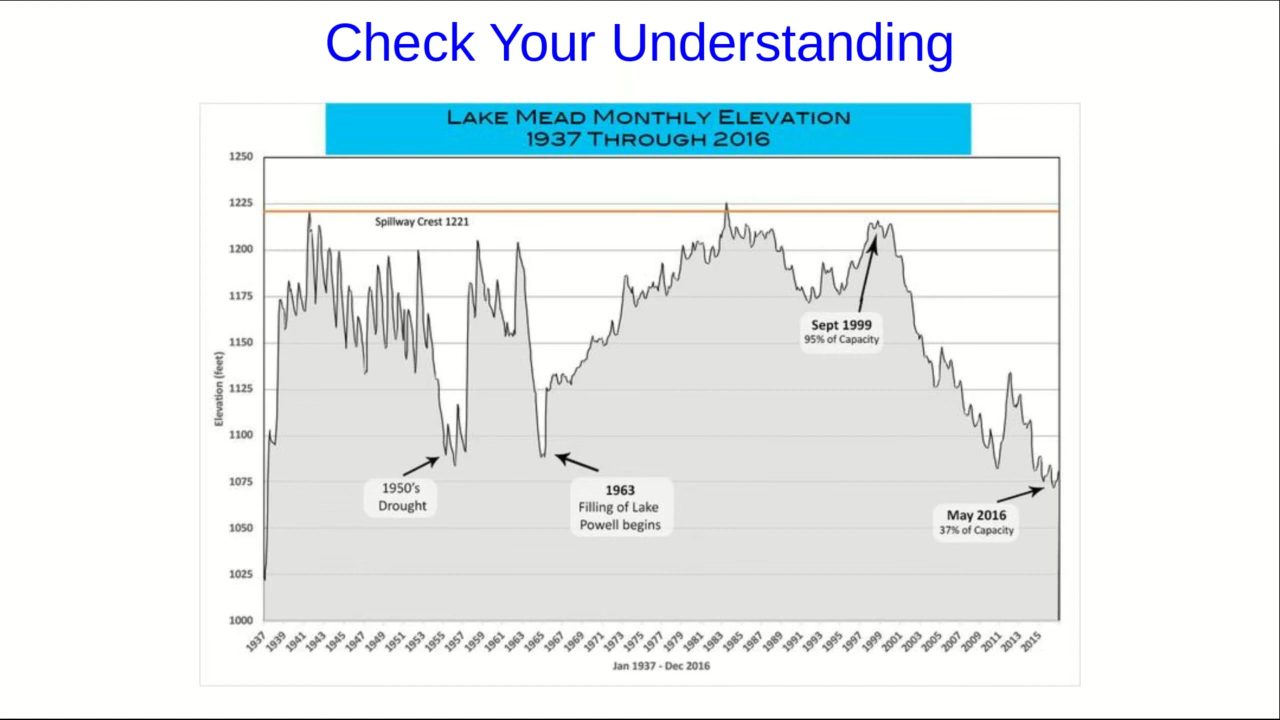 Check Your Understanding
LAKE MEAD MONTHLY ELEVATION
1937 THROUGH 2016
1250
1225
Spillway Crest 1221
1200
1175
Sept 1999
95% of Capacity
1150
Elevation (feet)
1125
1100
1950's
Drought
1963
Filling of Lake
Powell begins
1075
May 2016
37% of Capacity
1050
1025
1000
1937 1939 1941 1943 1945 1947 1949 1951 1953 1955 1957 1959 1961 1963 1965 1967 1969 1971 1973 1975 1977 1979 1981 1983 1985 1987 1989 1991 1993 1995 1997 1999 2001 2003 2005 2007 2009 2011 2013 2015
Jan 1937 - Dec 2016